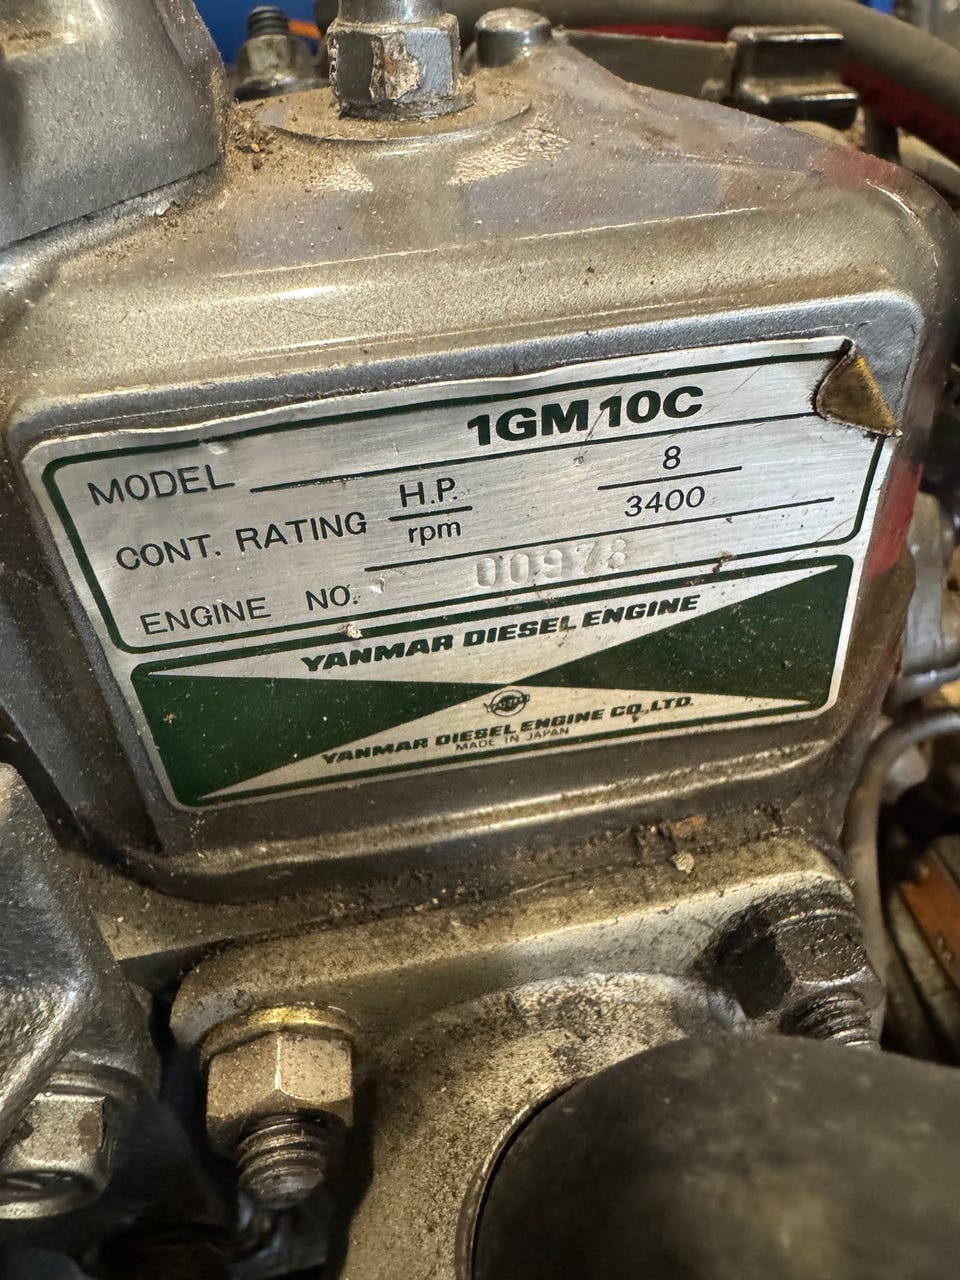 MODEL 1GM10C
CONT. RATING H.P. 8
rpm 3400
ENGINE NO. 00978
YANMAR DIESEL ENGINE
YANMAR DIESEL ENGINE CO.,LTD.
MADE IN JAPAN